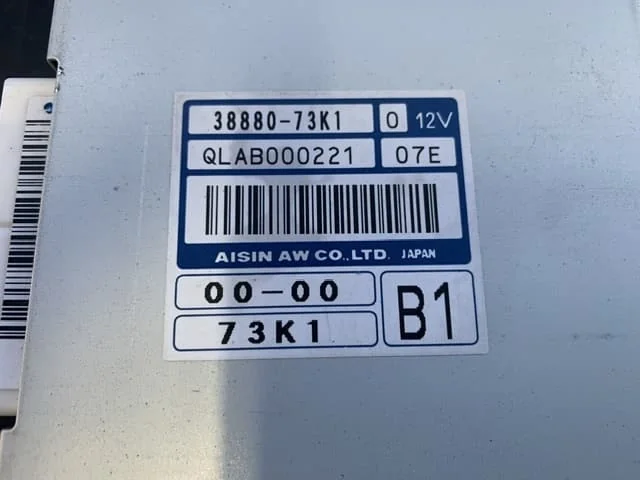 38880-73K1 0 12V
QLAB000221 07E
AISIN AW CO.,LTD. JAPAN
00-00
73K1
B1